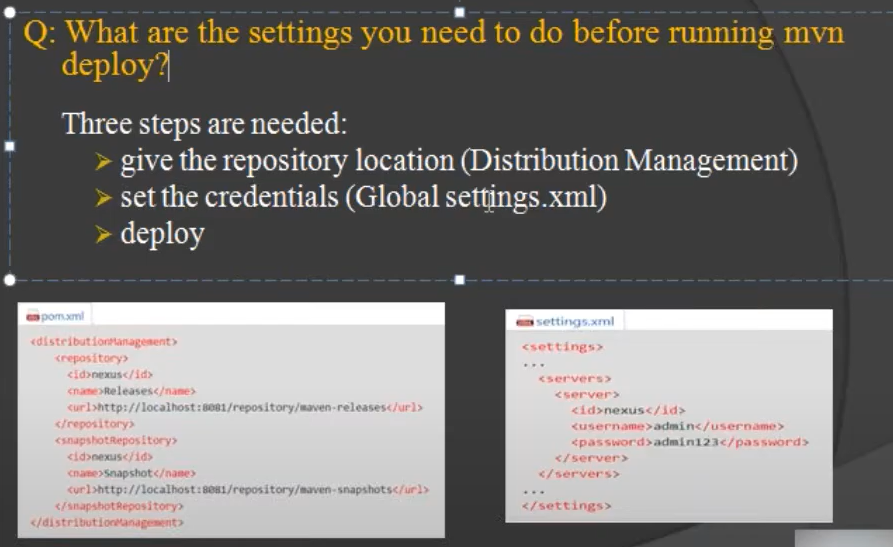 Q: What are the settings you need to do before running mvn
deploy?
Three steps are needed:
give the repository location (Distribution Management)
set the credentials (Global settings.xml)
deploy
pom.xml
<distributionManagement>
<repository>
<id>nexus</id>
<name>Releases</name>
<url>http://localhost:8081/repository/maven-releases</url>
</repository>
<snapshotRepository>
<id>nexus</id>
<name>Snapshot</name>
<url>http://localhost:8081/repository/maven-snapshots</url>
</snapshotRepository>
</distributionManagement>
settings.xml
<settings>
...
<servers>
<server>
<id>nexus</id>
<username>admin</username>
<password>admin123</password>
</server>
</servers>
...
</settings>